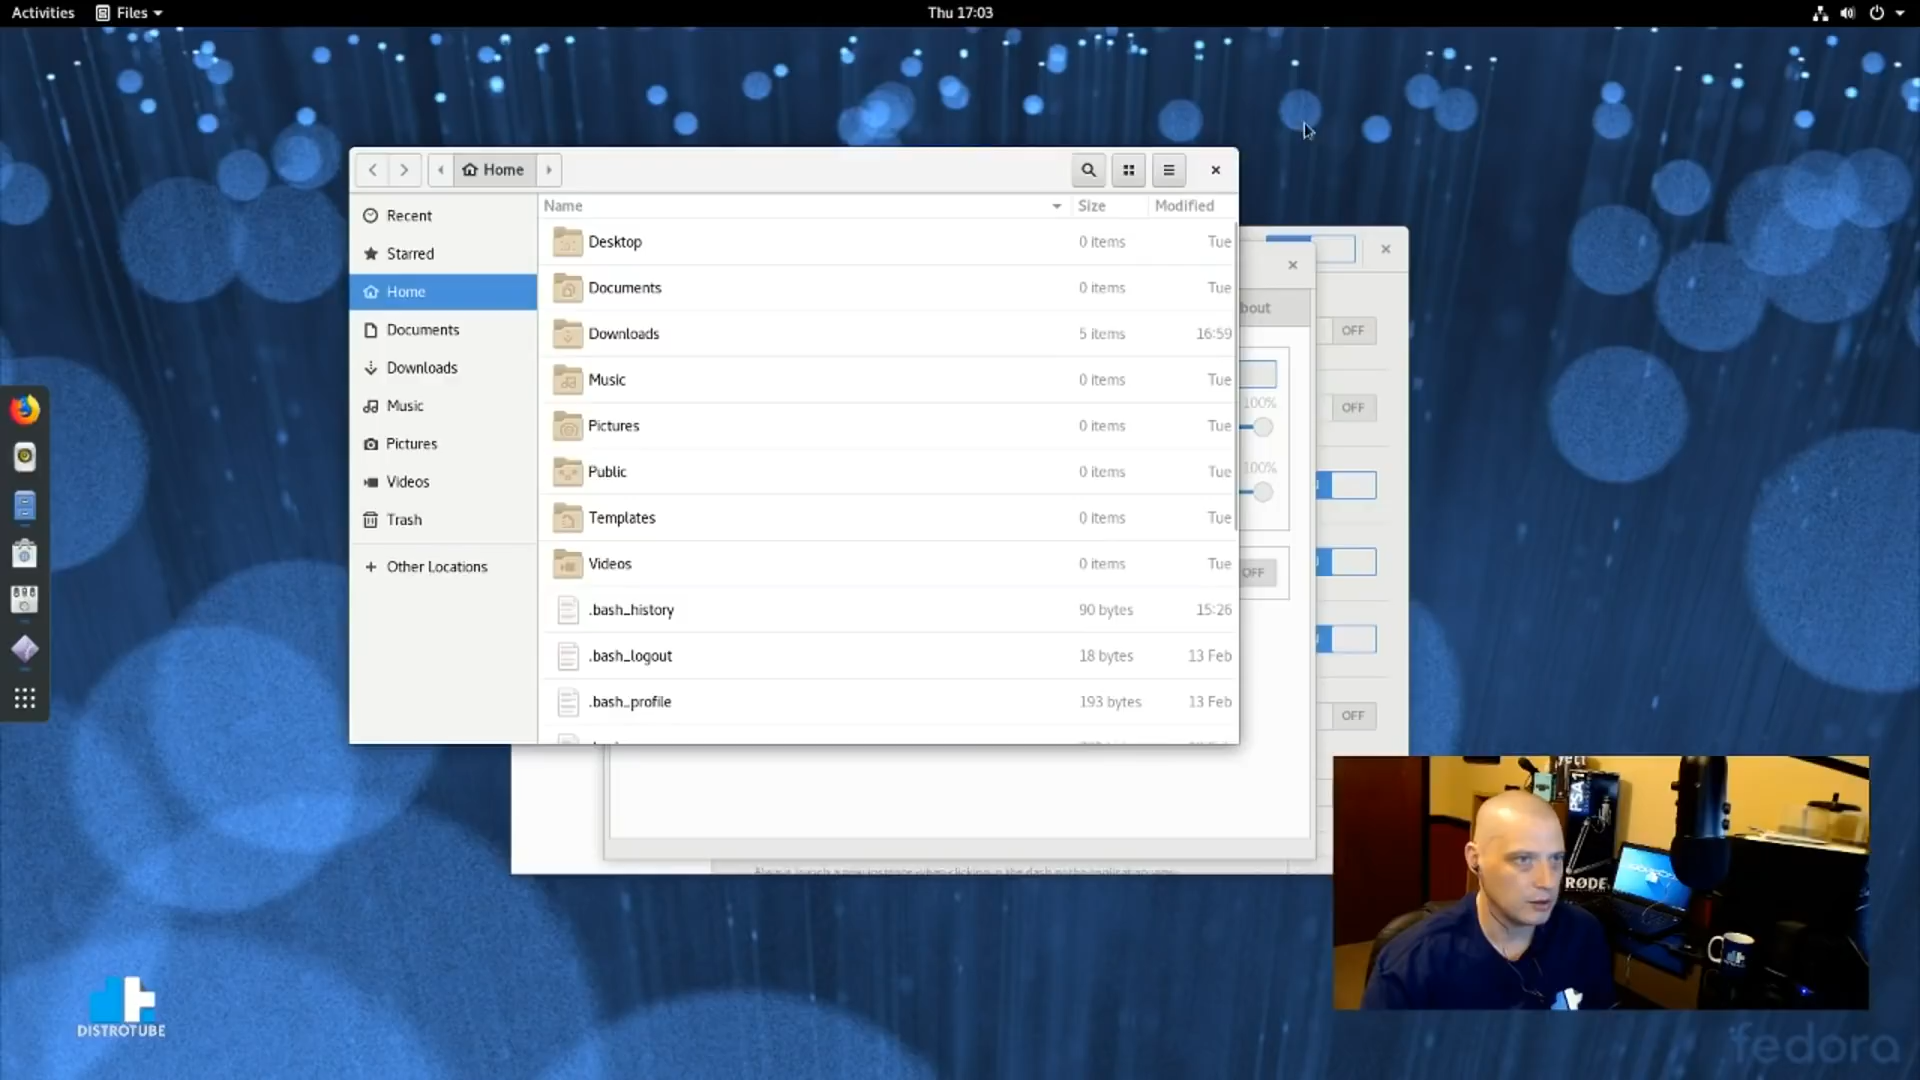 Activities Files Thu 17:03
Home
Name Size Modified
Recent
Starred
Home
Documents
Downloads
Music
Pictures
Videos
Trash
Other Locations
Desktop 0 items Tue
Documents 0 items Tue
Downloads 5 items 16:59
Music 0 items Tue
Pictures 0 items Tue
Public 0 items Tue
Templates 0 items Tue
Videos 0 items Tue
.bash_history 90 bytes 15:26
.bash_logout 18 bytes 13 Feb
.bash_profile 193 bytes 13 Feb
bout
100%
100%
OFF
OFF
OFF
OFF
PSA1
RØDE
DISTROTUBE
fedora